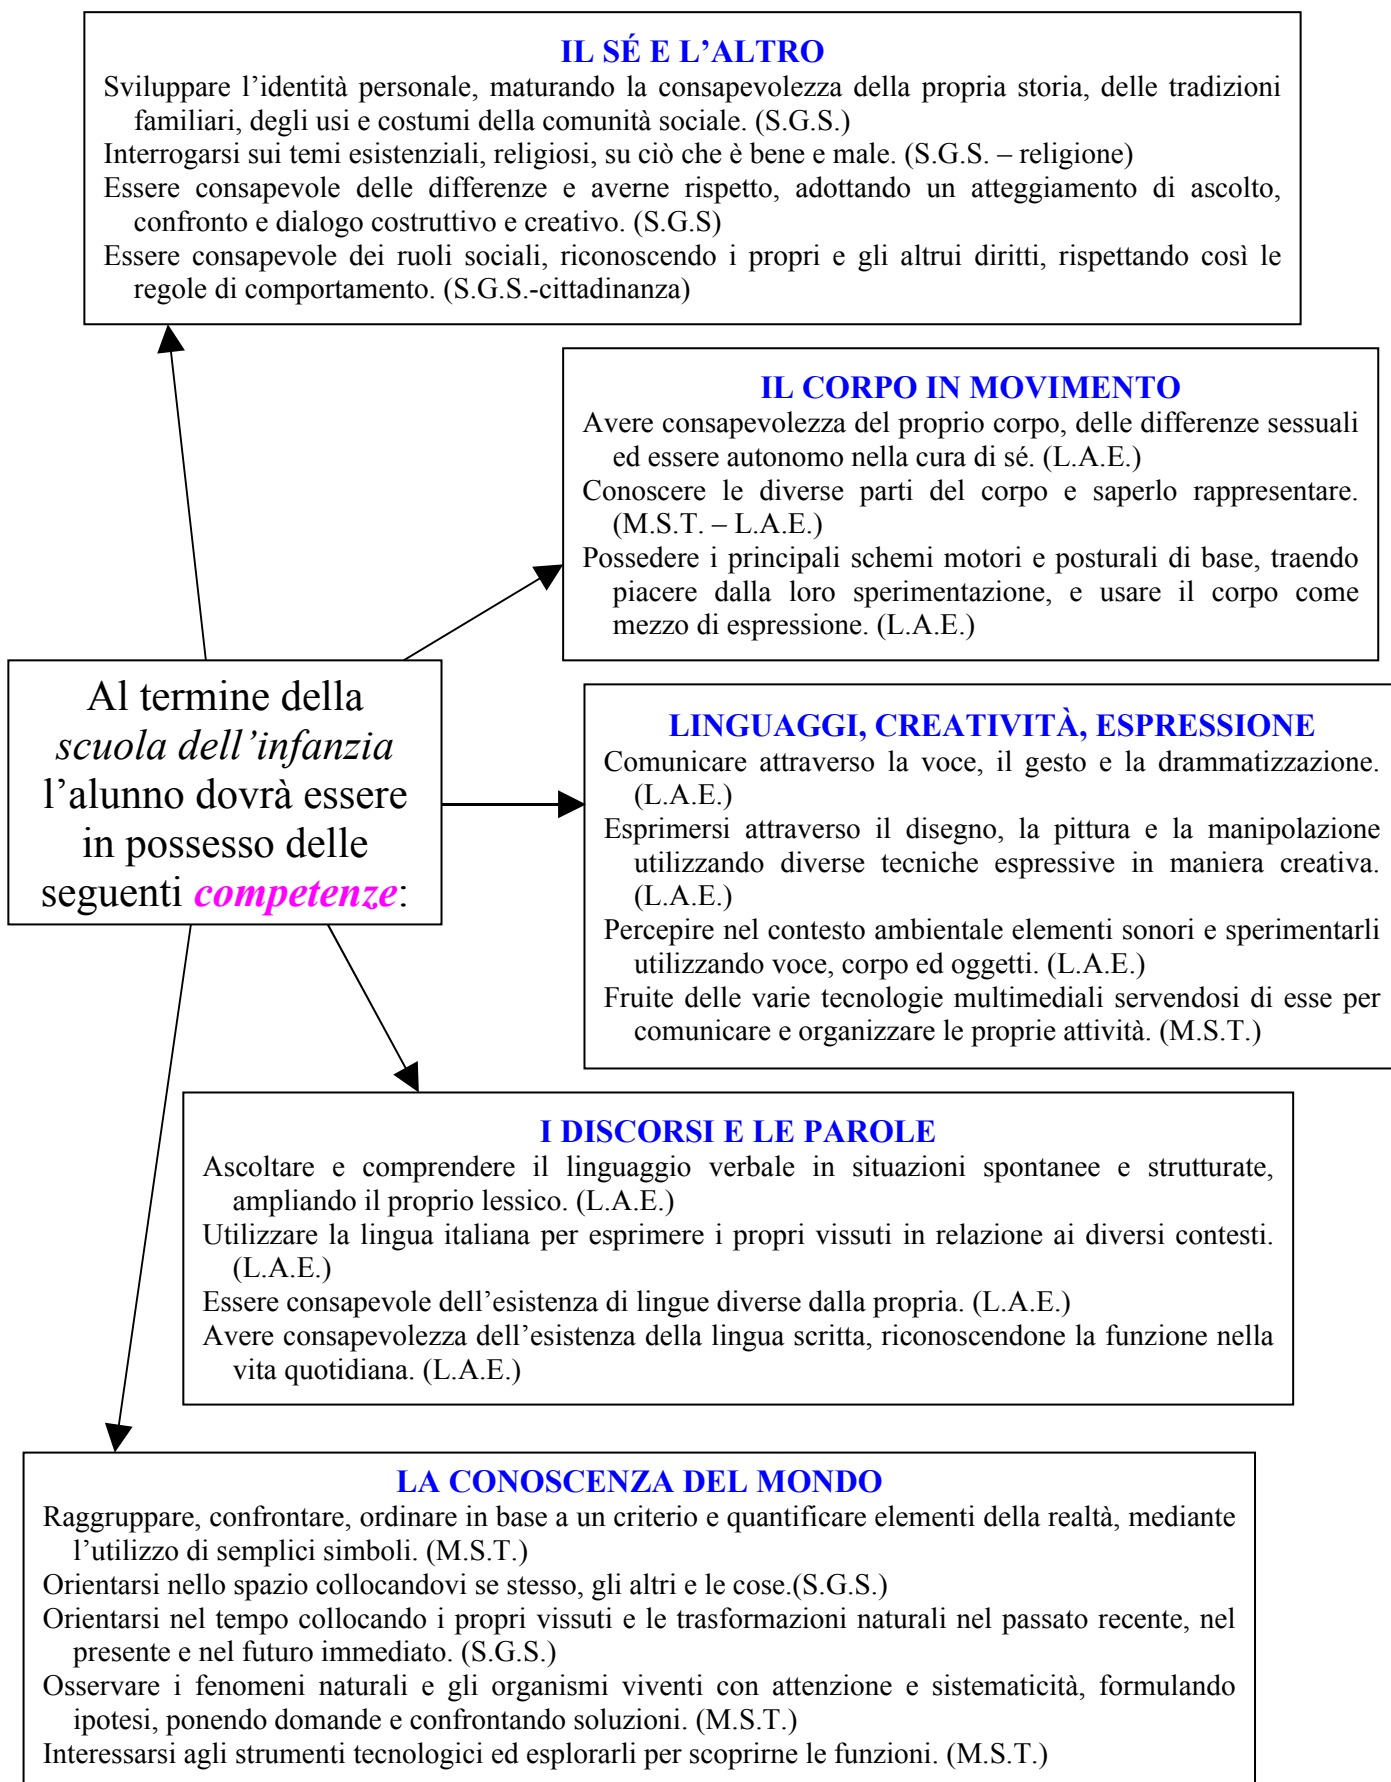 IL SÉ E L’ALTRO
Sviluppare l’identità personale, maturando la consapevolezza della propria storia, delle tradizioni
familiari, degli usi e costumi della comunità sociale. (S.G.S.)
Interrogarsi sui temi esistenziali, religiosi, su ciò che è bene e male. (S.G.S. – religione)
Essere consapevole delle differenze e averne rispetto, adottando un atteggiamento di ascolto,
confronto e dialogo costruttivo e creativo. (S.G.S)
Essere consapevole dei ruoli sociali, riconoscendo i propri e gli altrui diritti, rispettando così le
regole di comportamento. (S.G.S.-cittadinanza)
IL CORPO IN MOVIMENTO
Avere consapevolezza del proprio corpo, delle differenze sessuali
ed essere autonomo nella cura di sé. (L.A.E.)
Conoscere le diverse parti del corpo e saperlo rappresentare.
(M.S.T. – L.A.E.)
Possedere i principali schemi motori e posturali di base, traendo
piacere dalla loro sperimentazione, e usare il corpo come
mezzo di espressione. (L.A.E.)
Al termine della
scuola dell’infanzia
l’alunno dovrà essere
in possesso delle
seguenti competenze:
LINGUAGGI, CREATIVITÀ, ESPRESSIONE
Comunicare attraverso la voce, il gesto e la drammatizzazione.
(L.A.E.)
Esprimersi attraverso il disegno, la pittura e la manipolazione
utilizzando diverse tecniche espressive in maniera creativa.
(L.A.E.)
Percepire nel contesto ambientale elementi sonori e sperimentarli
utilizzando voce, corpo ed oggetti. (L.A.E.)
Fruite delle varie tecnologie multimediali servendosi di esse per
comunicare e organizzare le proprie attività. (M.S.T.)
I DISCORSI E LE PAROLE
Ascoltare e comprendere il linguaggio verbale in situazioni spontanee e strutturate,
ampliando il proprio lessico. (L.A.E.)
Utilizzare la lingua italiana per esprimere i propri vissuti in relazione ai diversi contesti.
(L.A.E.)
Essere consapevole dell’esistenza di lingue diverse dalla propria. (L.A.E.)
Avere consapevolezza dell’esistenza della lingua scritta, riconoscendone la funzione nella
vita quotidiana. (L.A.E.)
LA CONOSCENZA DEL MONDO
Raggruppare, confrontare, ordinare in base a un criterio e quantificare elementi della realtà, mediante
l’utilizzo di semplici simboli. (M.S.T.)
Orientarsi nello spazio collocandovi se stesso, gli altri e le cose.(S.G.S.)
Orientarsi nel tempo collocando i propri vissuti e le trasformazioni naturali nel passato recente, nel
presente e nel futuro immediato. (S.G.S.)
Osservare i fenomeni naturali e gli organismi viventi con attenzione e sistematicità, formulando
ipotesi, ponendo domande e confrontando soluzioni. (M.S.T.)
Interessarsi agli strumenti tecnologici ed esplorarli per scoprirne le funzioni. (M.S.T.)